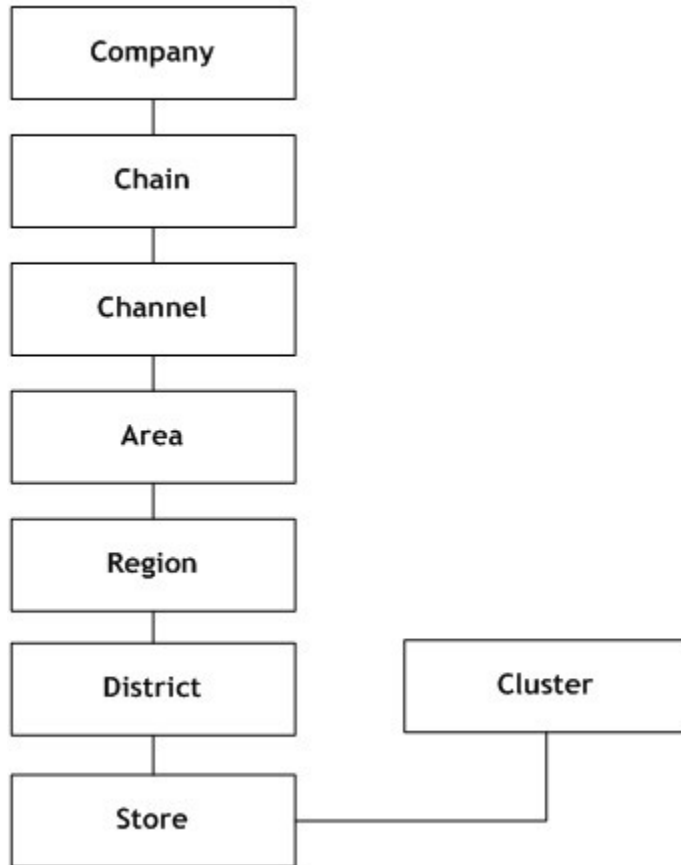 Company
Chain
Channel
Area
Region
District
Cluster
Store